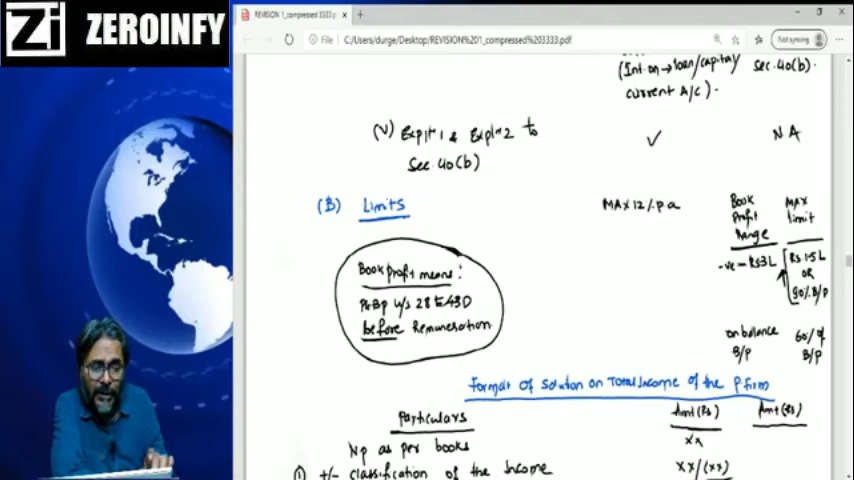 ZEROINFY
REVISION 1_compressed 3333.p
File
C:/Users/durge/Desktop/REVISION%201_compressed%203333.pdf
Not syncing
(Int. on → loan/capital/
current A/C).
Sec. 40(b).
(V) Expln 1 & Expln 2 to
Sec 40(b)
✓
NA
(B) Limits
MAX 12%. p.a
Book
Profit
Range
MAX
Limit
-ve - Rs 3L
Rs 1.5 L
OR
90% B/P
Book profit means :
PGBP u/s 28 to 43D
before Remuneration
on balance
B/P
60% of
B/P
Format of Solution on Total Income of the P firm
Particulars
Amt (Rs)
Amt (Rs)
NP as per books
xx
① +/- classification of the Income
xx/(xx)